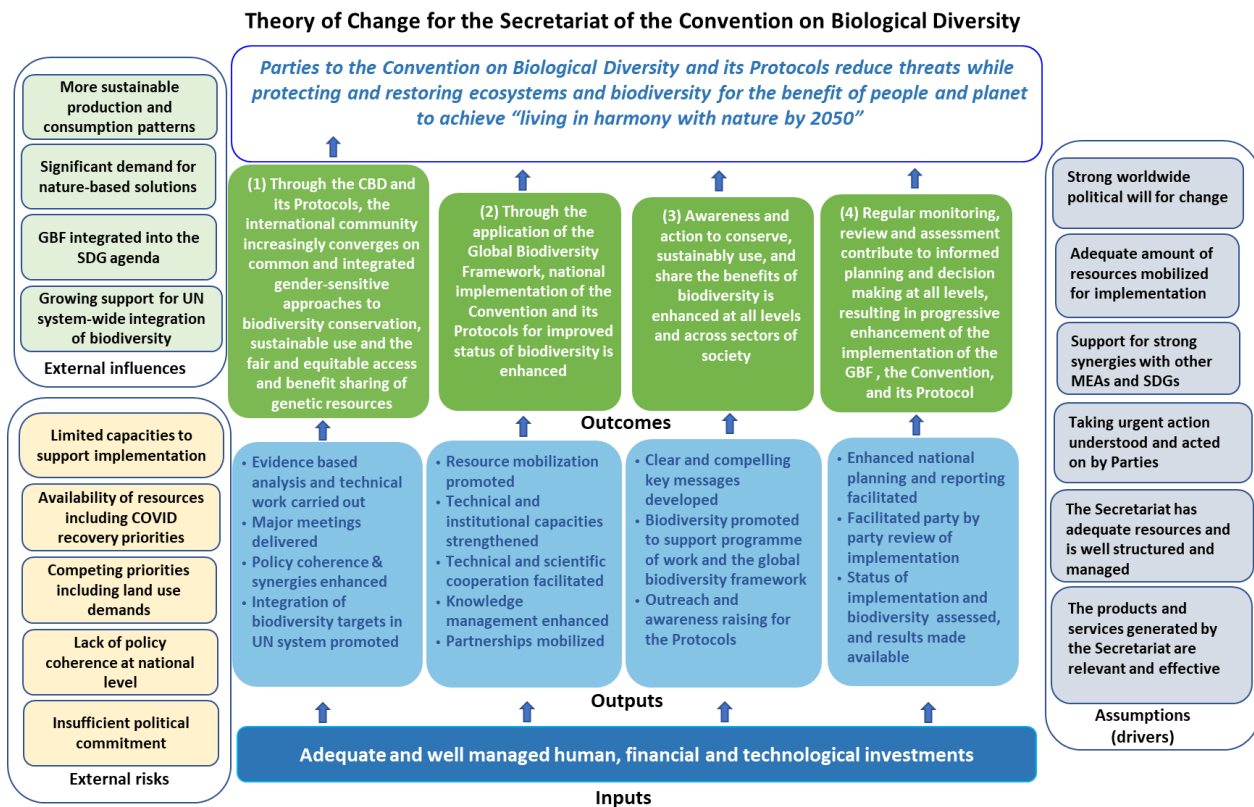 Theory of Change for the Secretariat of the Convention on Biological Diversity
Parties to the Convention on Biological Diversity and its Protocols reduce threats while
protecting and restoring ecosystems and biodiversity for the benefit of people and planet
to achieve “living in harmony with nature by 2050”
More sustainable
production and
consumption patterns
Significant demand for
nature-based solutions
GBF integrated into the
SDG agenda
Growing support for UN
system-wide integration
of biodiversity
External influences
Limited capacities to
support implementation
Availability of resources
including COVID
recovery priorities
Competing priorities
including land use
demands
Lack of policy
coherence at national
level
Insufficient political
commitment
External risks
(1) Through the CBD and
its Protocols, the
international community
increasingly converges on
common and integrated
gender-sensitive
approaches to
biodiversity conservation,
sustainable use and the
fair and equitable access
and benefit sharing of
genetic resources
(2) Through the
application of the
Global Biodiversity
Framework, national
implementation of the
Convention and its
Protocols for improved
status of biodiversity is
enhanced
(3) Awareness and
action to conserve,
sustainably use, and
share the benefits of
biodiversity is
enhanced at all levels
and across sectors of
society
(4) Regular monitoring,
review and assessment
contribute to informed
planning and decision
making at all levels,
resulting in progressive
enhancement of the
implementation of the
GBF , the Convention,
and its Protocol
Outcomes
• Evidence based
analysis and technical
work carried out
• Major meetings
delivered
• Policy coherence &
synergies enhanced
• Integration of
biodiversity targets in
UN system promoted
• Resource mobilization
promoted
• Technical and
institutional capacities
strengthened
• Technical and scientific
cooperation facilitated
• Knowledge
management enhanced
• Partnerships mobilized
• Clear and compelling
key messages
developed
• Biodiversity promoted
to support programme
of work and the global
biodiversity framework
• Outreach and
awareness raising for
the Protocols
• Enhanced national
planning and reporting
facilitated
• Facilitated party by
party review of
implementation
• Status of
implementation and
biodiversity assessed,
and results made
available
Outputs
Adequate and well managed human, financial and technological investments
Inputs
Strong worldwide
political will for change
Adequate amount of
resources mobilized
for implementation
Support for strong
synergies with other
MEAs and SDGs
Taking urgent action
understood and acted
on by Parties
The Secretariat has
adequate resources and
is well structured and
managed
The products and
services generated by
the Secretariat are
relevant and effective
Assumptions
(drivers)